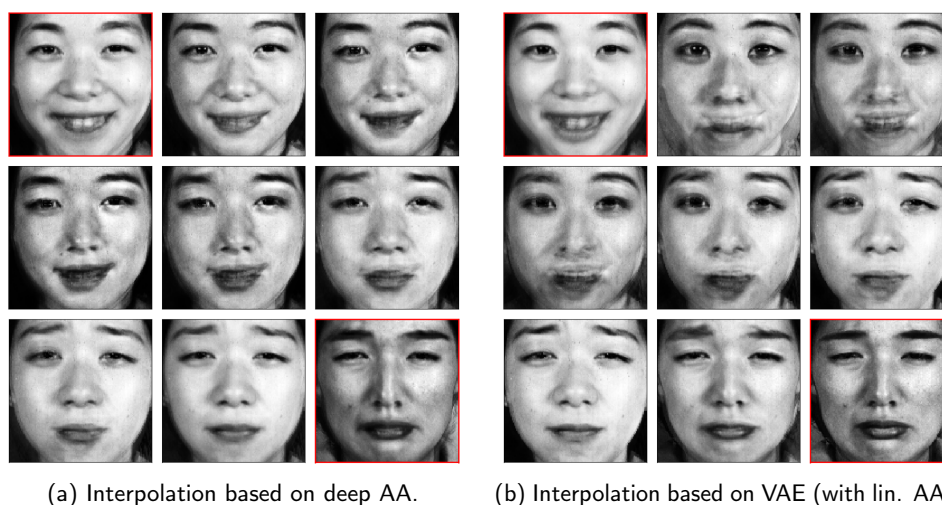 (a) Interpolation based on deep AA.
(b) Interpolation based on VAE (with lin. AA